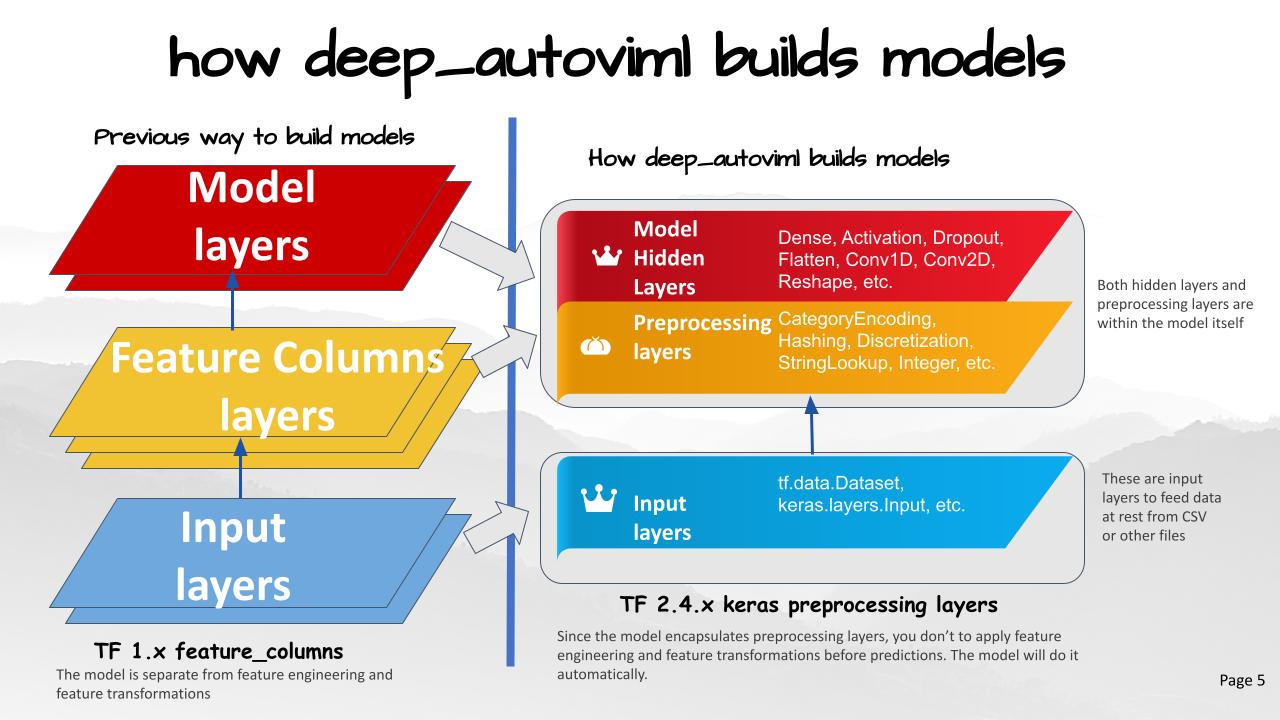 how deep_autoviml builds models
Previous way to build models
Model
layers
Feature Columns
layers
Input
layers
TF 1.x feature_columns
The model is separate from feature engineering and
feature transformations
How deep_autoviml builds models
Model
Hidden
Layers
Dense, Activation, Dropout,
Flatten, Conv1D, Conv2D,
Reshape, etc.
Preprocessing
layers
CategoryEncoding,
Hashing, Discretization,
StringLookup, Integer, etc.
Both hidden layers and
preprocessing layers are
within the model itself
Input
layers
tf.data.Dataset,
keras.layers.Input, etc.
These are input
layers to feed data
at rest from CSV
or other files
TF 2.4.x keras preprocessing layers
Since the model encapsulates preprocessing layers, you don’t to apply feature
engineering and feature transformations before predictions. The model will do it
automatically.
Page 5